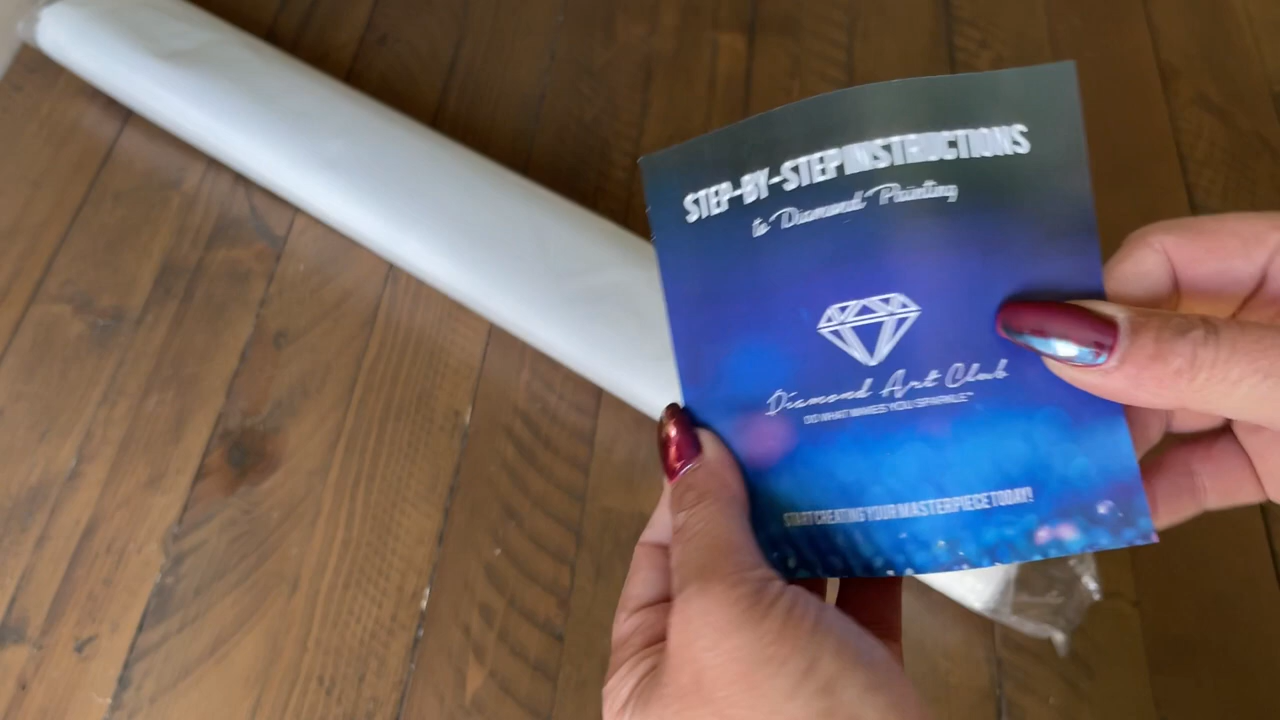 STEP-BY-STEP INSTRUCTIONS
to Diamond Painting
Diamond Art Club
DO WHAT MAKES YOU SPARKLE™
START CREATING YOUR MASTERPIECE TODAY!